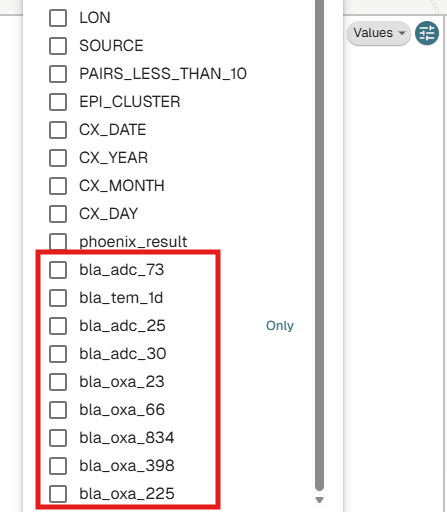 LON
SOURCE
Values
PAIRS_LESS_THAN_10
EPI_CLUSTER
CX_DATE
CX_YEAR
CX_MONTH
CX_DAY
phoenix_result
bla_adc_73
bla_tem_1d
bla_adc_25
Only
bla_adc_30
bla_oxa_23
bla_oxa_66
bla_oxa_834
bla_oxa_398
bla_oxa_225